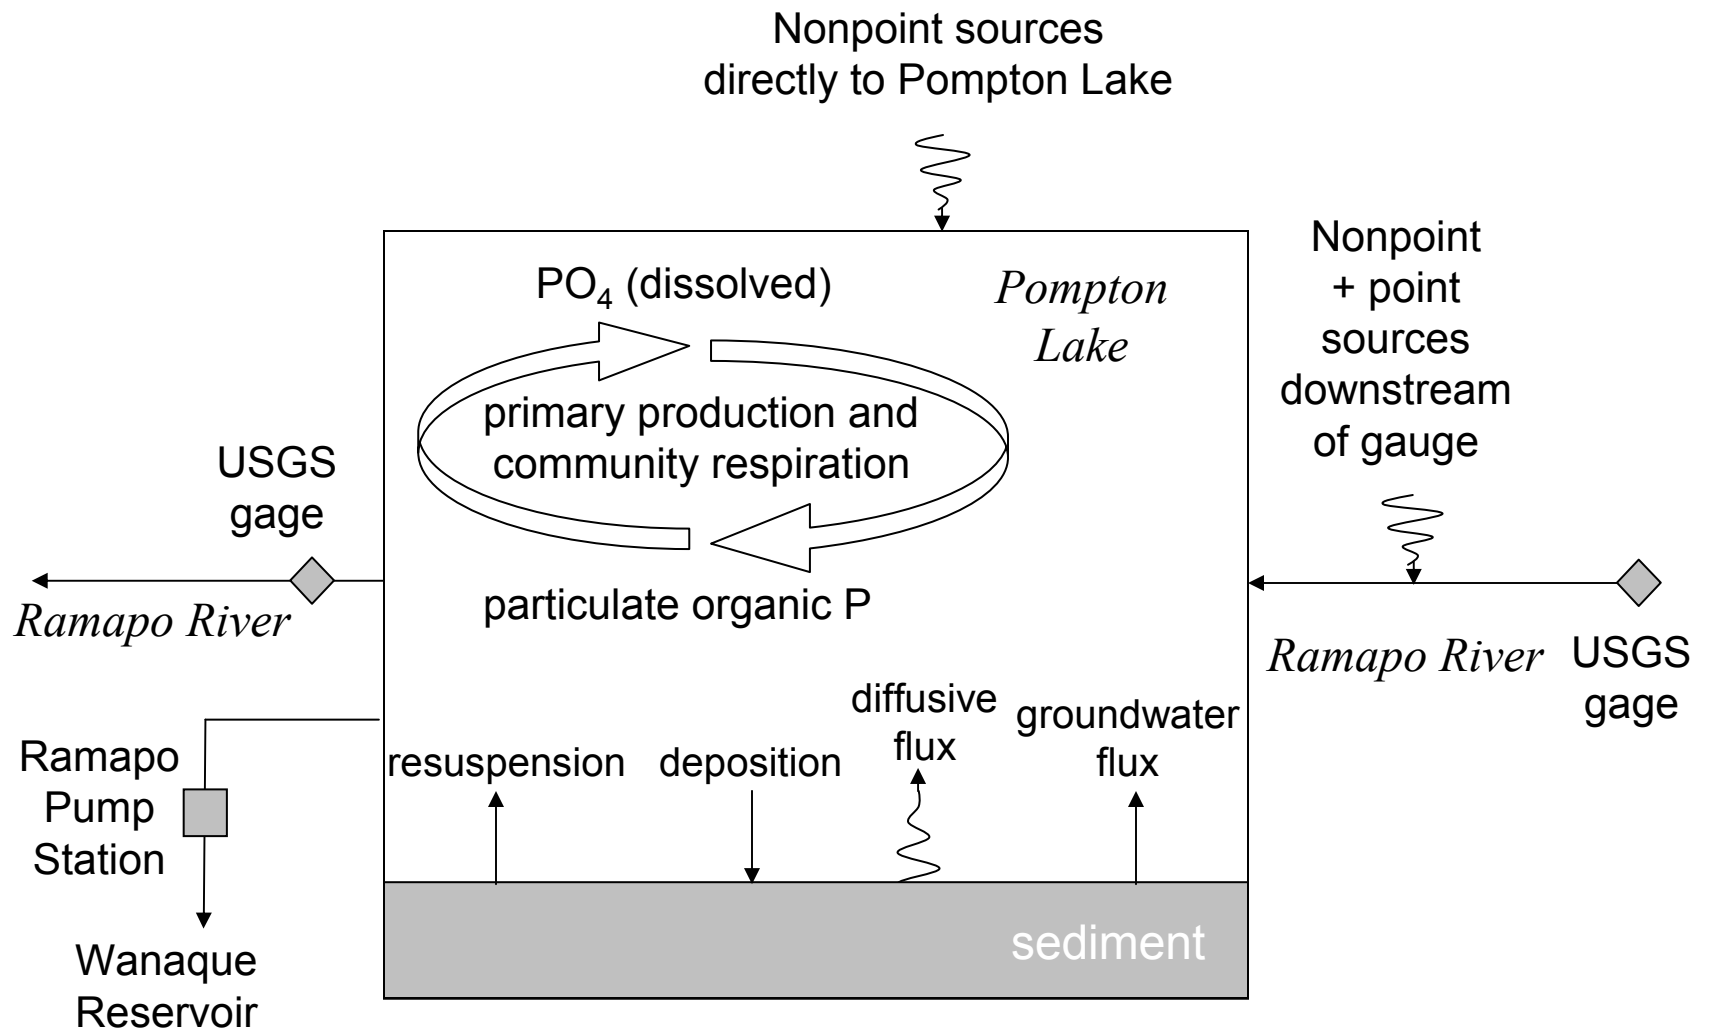 Nonpoint sources
directly to Pompton Lake
Nonpoint
+ point
sources
downstream
of gauge
PO₄ (dissolved)
Pompton
Lake
primary production and
community respiration
particulate organic P
USGS
gage
Ramapo River
Ramapo River
USGS
gage
Ramapo
Pump
Station
Wanaque
Reservoir
resuspension
deposition
diffusive
flux
groundwater
flux
sediment